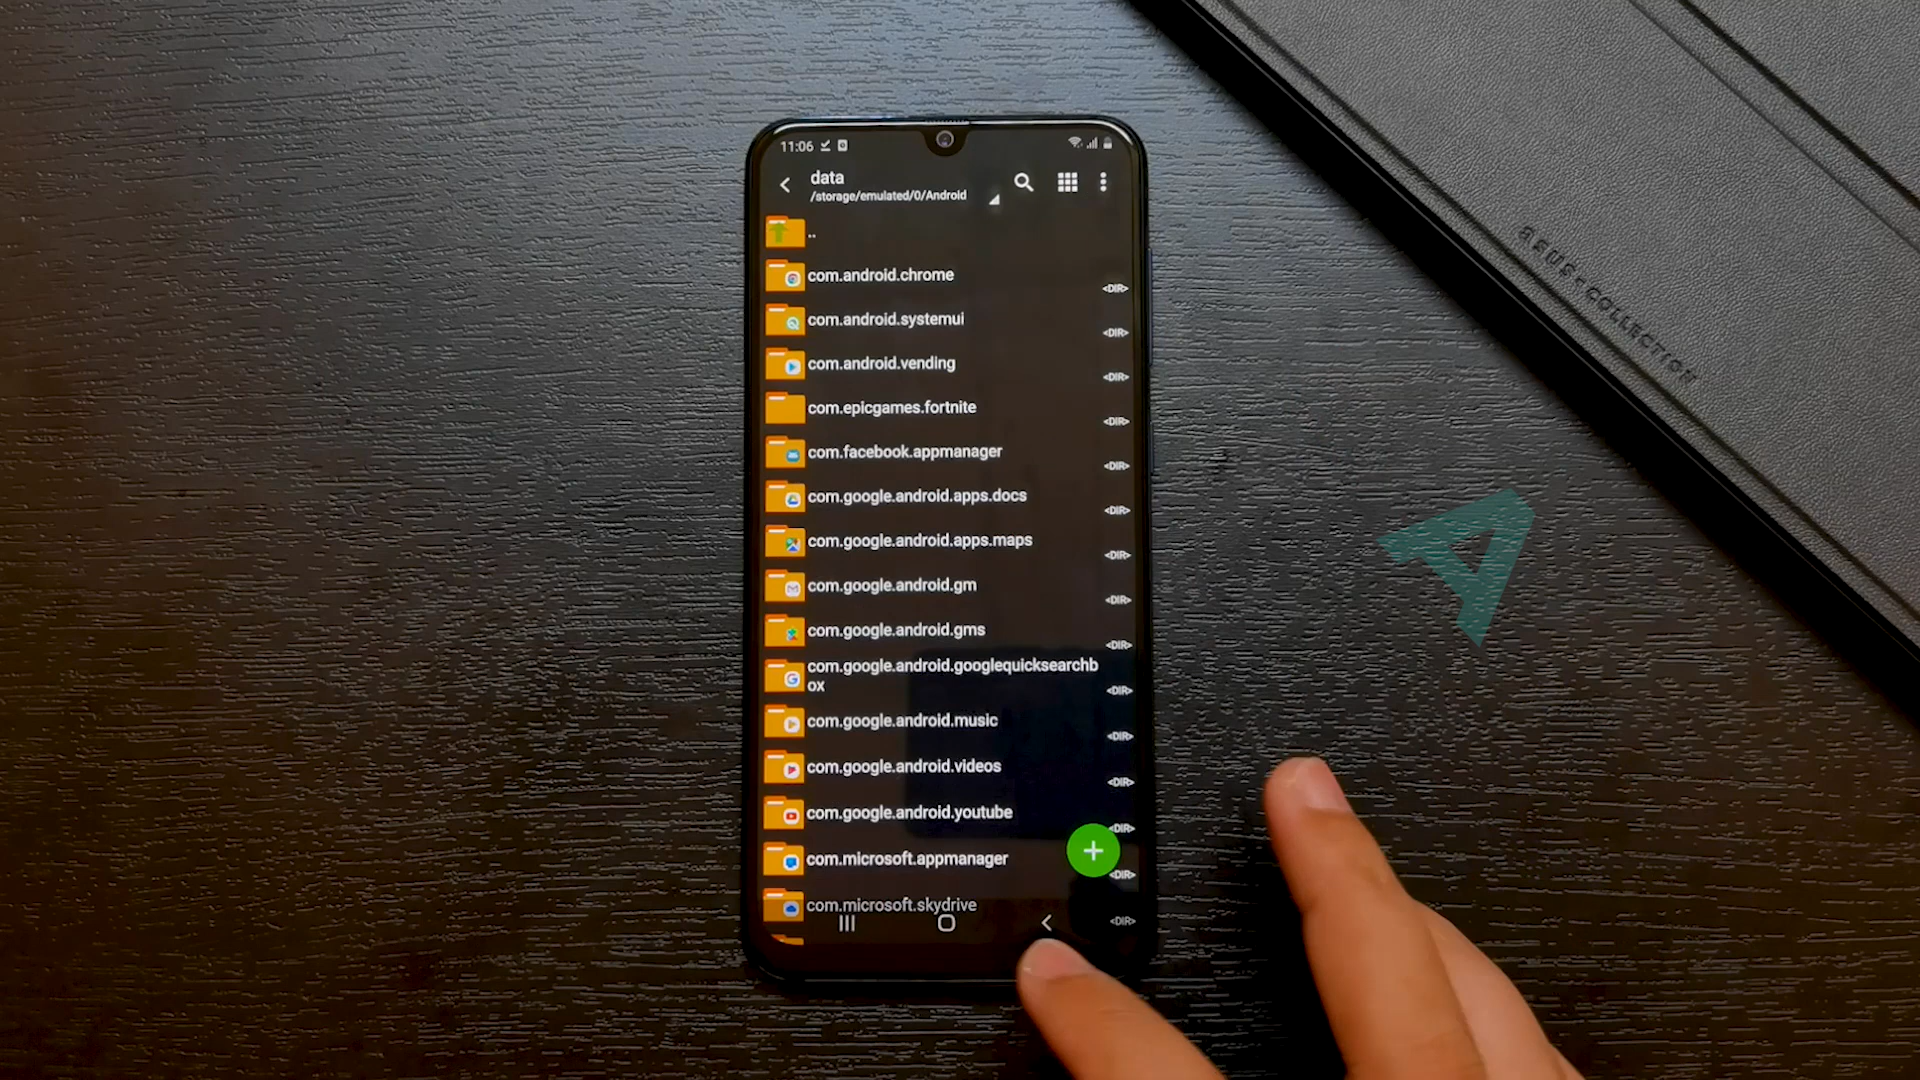 11:06
data
/storage/emulated/0/Android
..
com.android.chrome
<DIR>
com.android.systemui
<DIR>
com.android.vending
<DIR>
com.epicgames.fortnite
<DIR>
com.facebook.appmanager
<DIR>
com.google.android.apps.docs
<DIR>
com.google.android.apps.maps
<DIR>
com.google.android.gm
<DIR>
com.google.android.gms
<DIR>
com.google.android.googlequicksearchb
ox
<DIR>
com.google.android.music
<DIR>
com.google.android.videos
<DIR>
com.google.android.youtube
<DIR>
com.microsoft.appmanager
<DIR>
com.microsoft.skydrive
<DIR>
ASUS COLLECTION
A